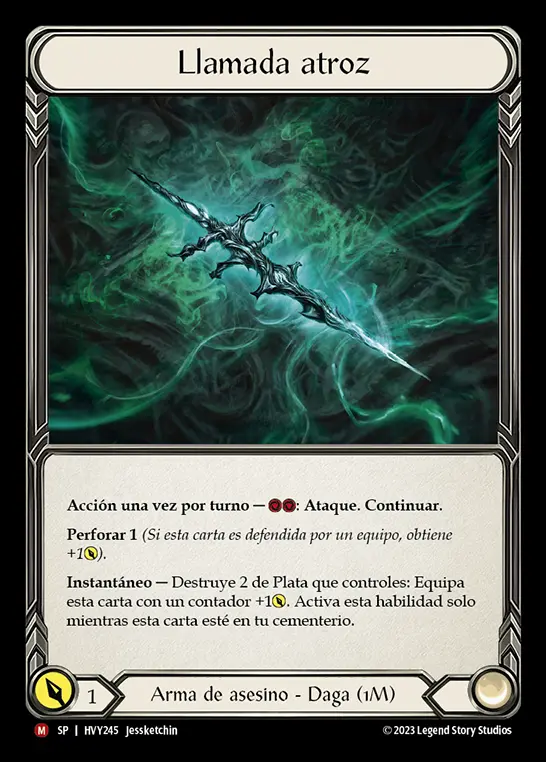 Llamada atroz
Acción una vez por turno — : Ataque. Continuar.
Perforar 1 (Si esta carta es defendida por un equipo, obtiene
+1).
Instantáneo — Destruye 2 de Plata que controles: Equipa
esta carta con un contador +1. Activa esta habilidad solo
mientras esta carta esté en tu cementerio.
1
Arma de asesino - Daga (1M)
M SP | HVY245 Jessketchin
© 2023 Legend Story Studios